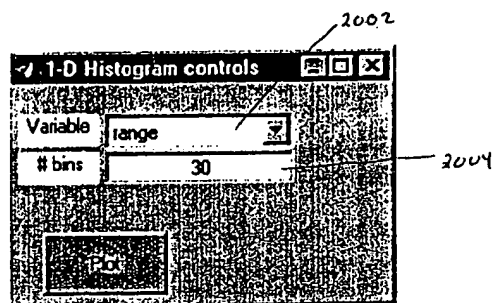 2002
1-D Histogram controls
Variable range
# bins 30
2004
Plot